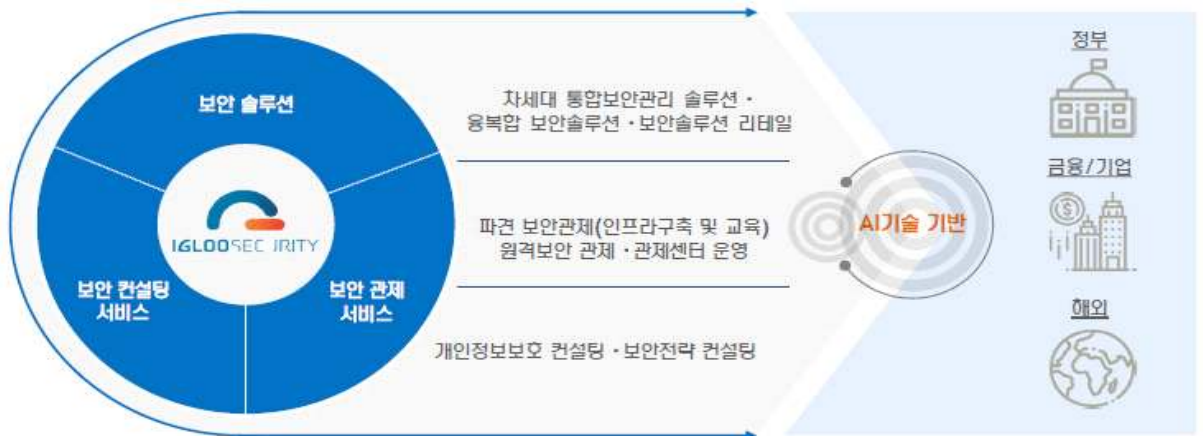 보안 솔루션
IGLOOSEC IRITY
보안 컨설팅
서비스
보안 관제
서비스
차세대 통합보안관리 솔루션 ·
융복합 보안솔루션 · 보안솔루션 리테일
파견 보안관제(인프라구축 및 교육)
원격보안 관제 · 관제센터 운영
개인정보보호 컨설팅 · 보안전략 컨설팅
AI기술 기반
정부
금융/기업
해외